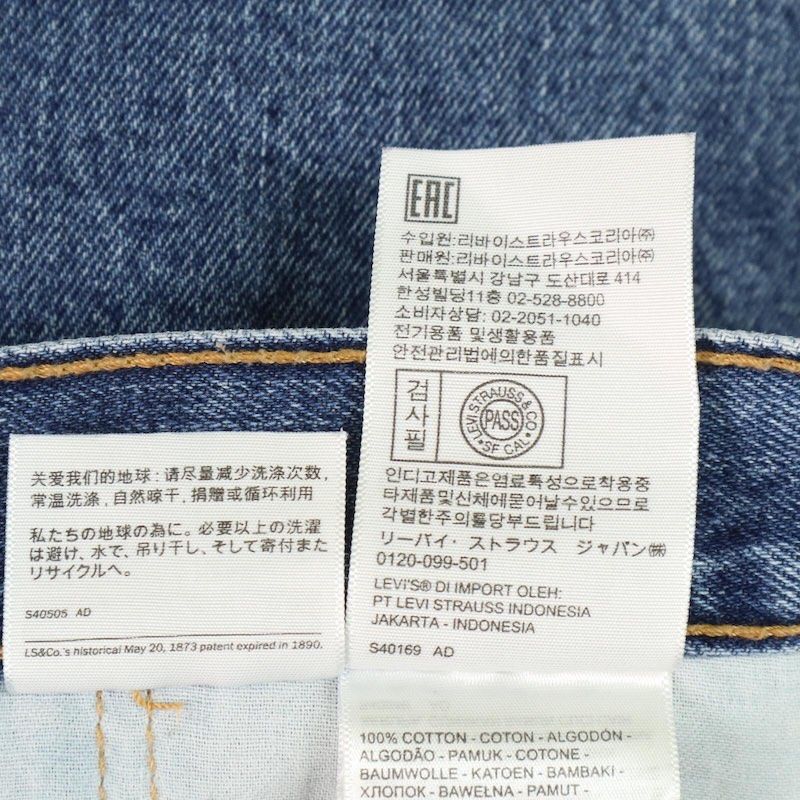 关爱我们的地球：请尽量减少洗涤次数，
常温洗涤，自然晾干，捐赠或循环利用
私たちの地球の為に。必要以上の洗濯
は避け、水で、吊り干し、そして寄付また
リサイクルへ。
S40505 AD
LS&Co.'s historical May 20, 1873 patent expired in 1890.
EAC
수입원:리바이스트라우스코리아㈜
판매원:리바이스트라우스코리아㈜
서울특별시 강남구 도산대로 414
한성빌딩11층 02-528-8800
소비자상담: 02-2051-1040
전기용품 및생활용품
안전관리법에의한품질표시
검사필
LEVI STRAUSS & CO
PASS
SF CAL
인디고제품은염료특성으로착용중
타제품및신체에묻어날수있으므로
각별한주의를당부드립니다
リーバイ・ストラウス ジャパン㈱
0120-099-501
LEVI'S® DI IMPORT OLEH:
PT LEVI STRAUSS INDONESIA
JAKARTA - INDONESIA
S40169 AD
100% COTTON - COTON - ALGODÓN -
ALGODÃO - PAMUK - COTONE -
BAUMWOLLE - KATOEN - BAMBAKI -
ХЛОПОК - BAWEŁNA - PAMUT -